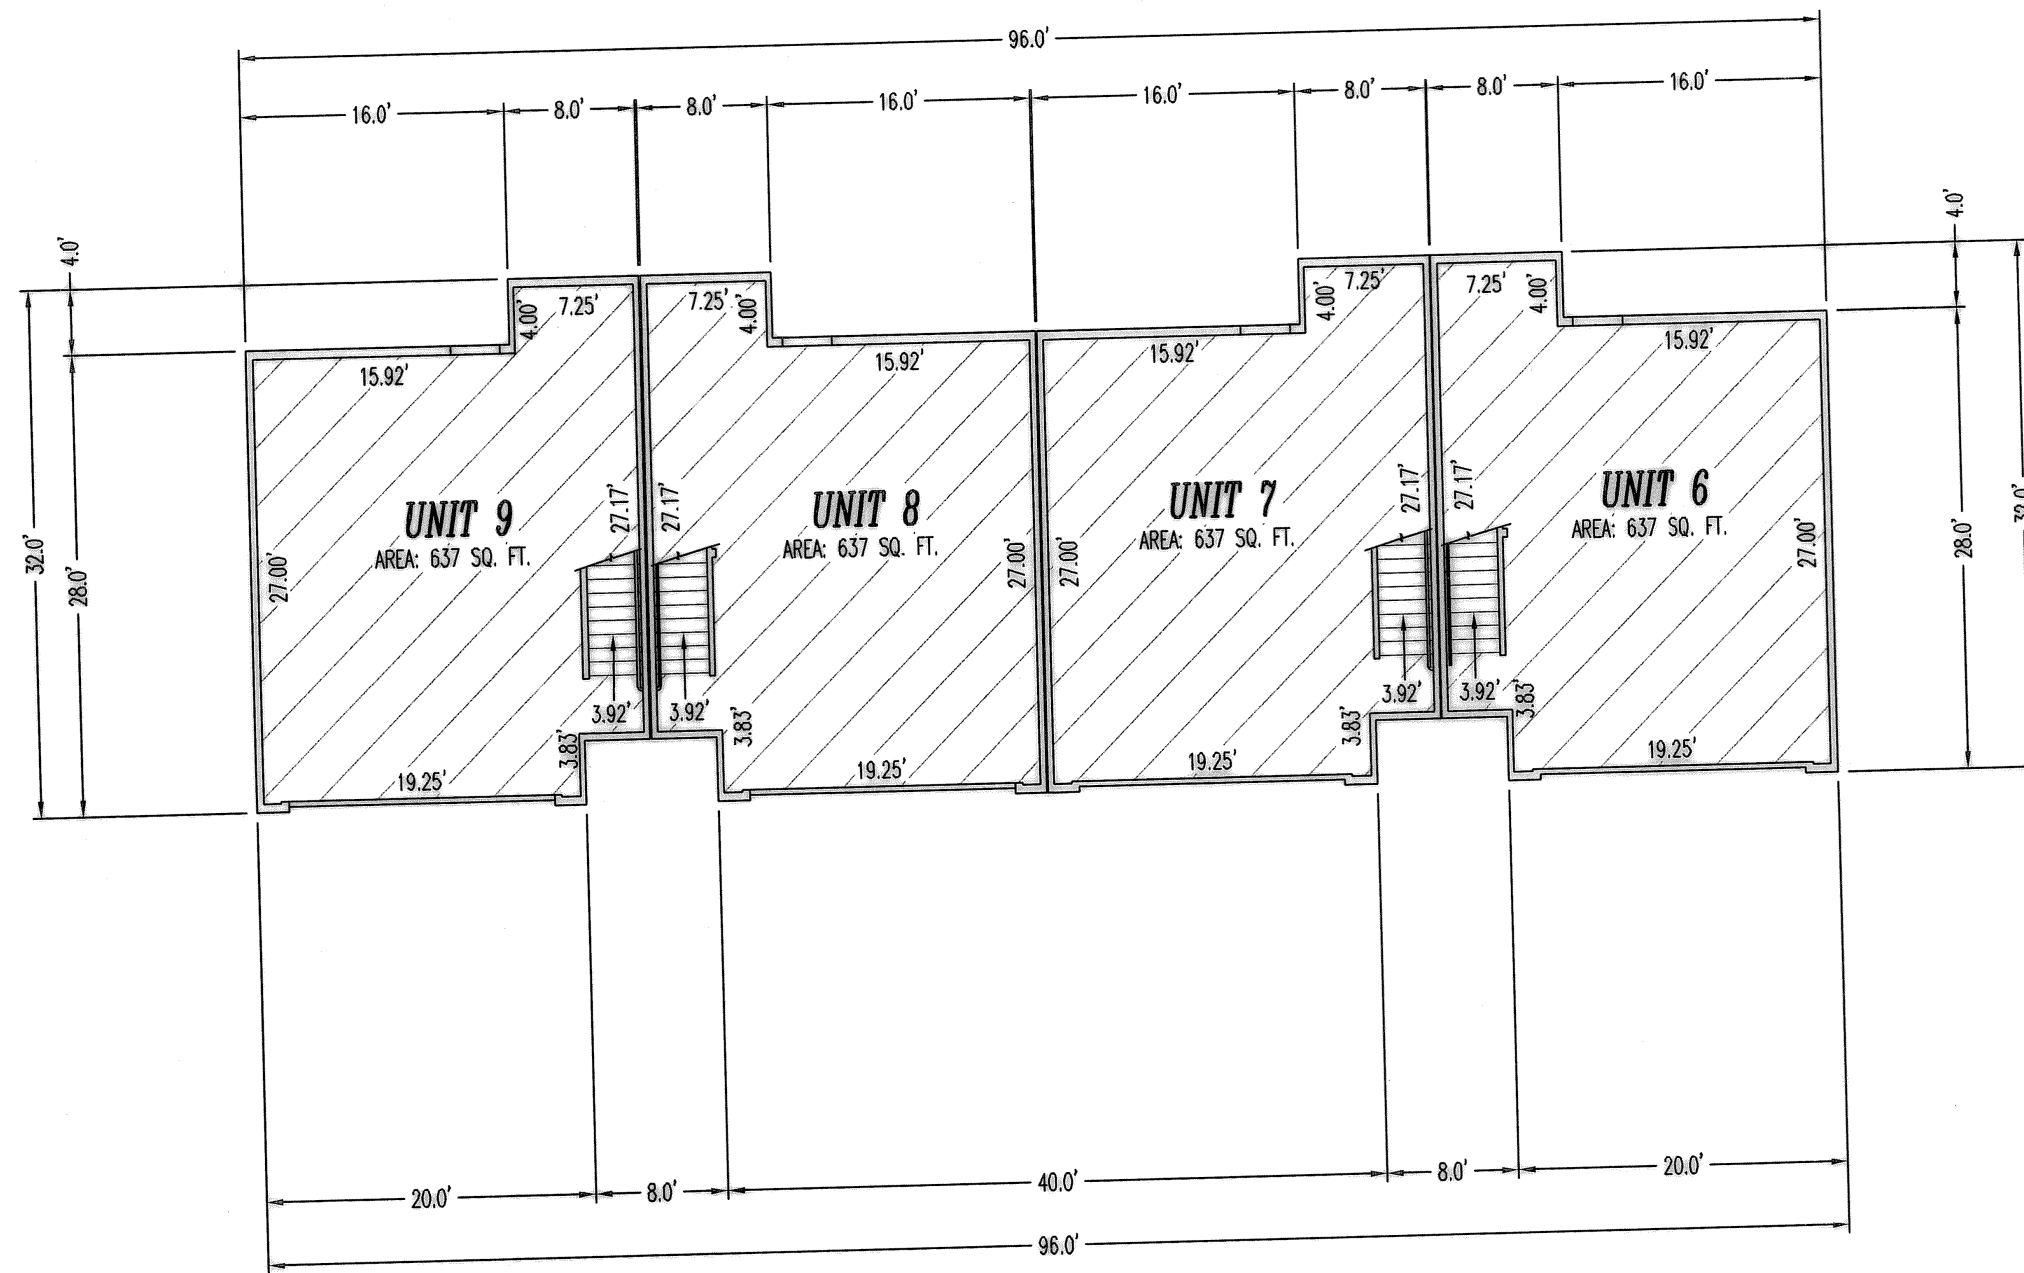 96.0'
16.0' 8.0' 8.0' 16.0' 16.0' 8.0' 8.0' 16.0'
4.0' 4.0'
7.25' 7.25' 7.25' 7.25'
4.00' 4.00' 4.00' 4.00'
15.92' 15.92' 15.92' 15.92'
32.0' 28.0' 28.0' 32.0'
27.17' 27.17' 27.17' 27.17'
UNIT 9
AREA: 637 SQ. FT.
UNIT 8
AREA: 637 SQ. FT.
UNIT 7
AREA: 637 SQ. FT.
UNIT 6
AREA: 637 SQ. FT.
27.00' 27.00' 27.00' 27.00'
3.92' 3.92' 3.92' 3.92'
3.83' 3.83' 3.83' 3.83'
19.25' 19.25' 19.25' 19.25'
20.0' 8.0' 40.0' 8.0' 20.0'
96.0'